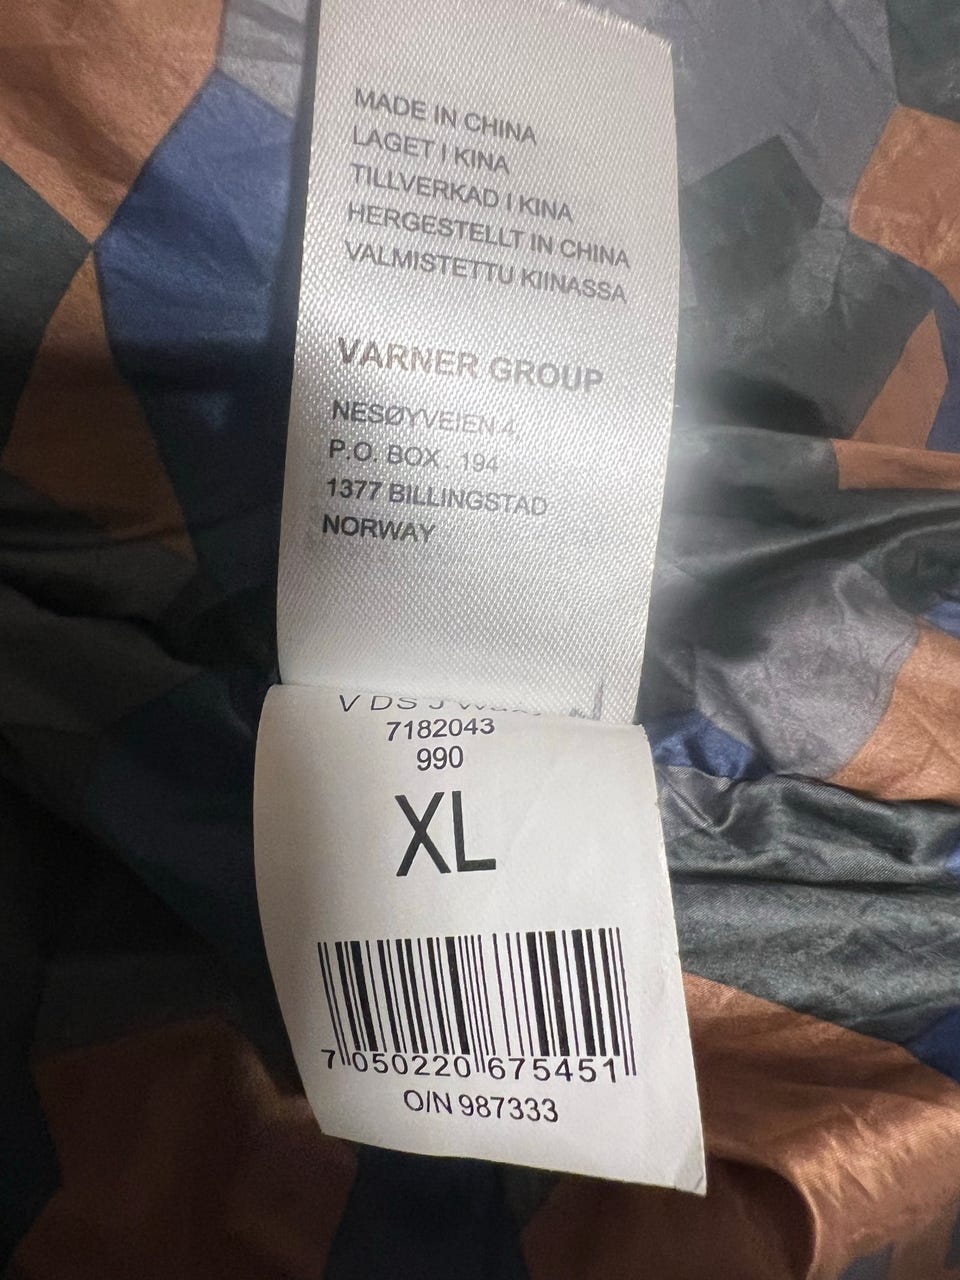 MADE IN CHINA
LAGET I KINA
TILLVERKAD I KINA
HERGESTELLT IN CHINA
VALMISTETTU KIINASSA
VARNER GROUP
NESØYVEIEN 4,
P.O. BOX. 194
1377 BILLINGSTAD
NORWAY
V DS J
7182043
990
XL
7 050220 675451
O/N 987333